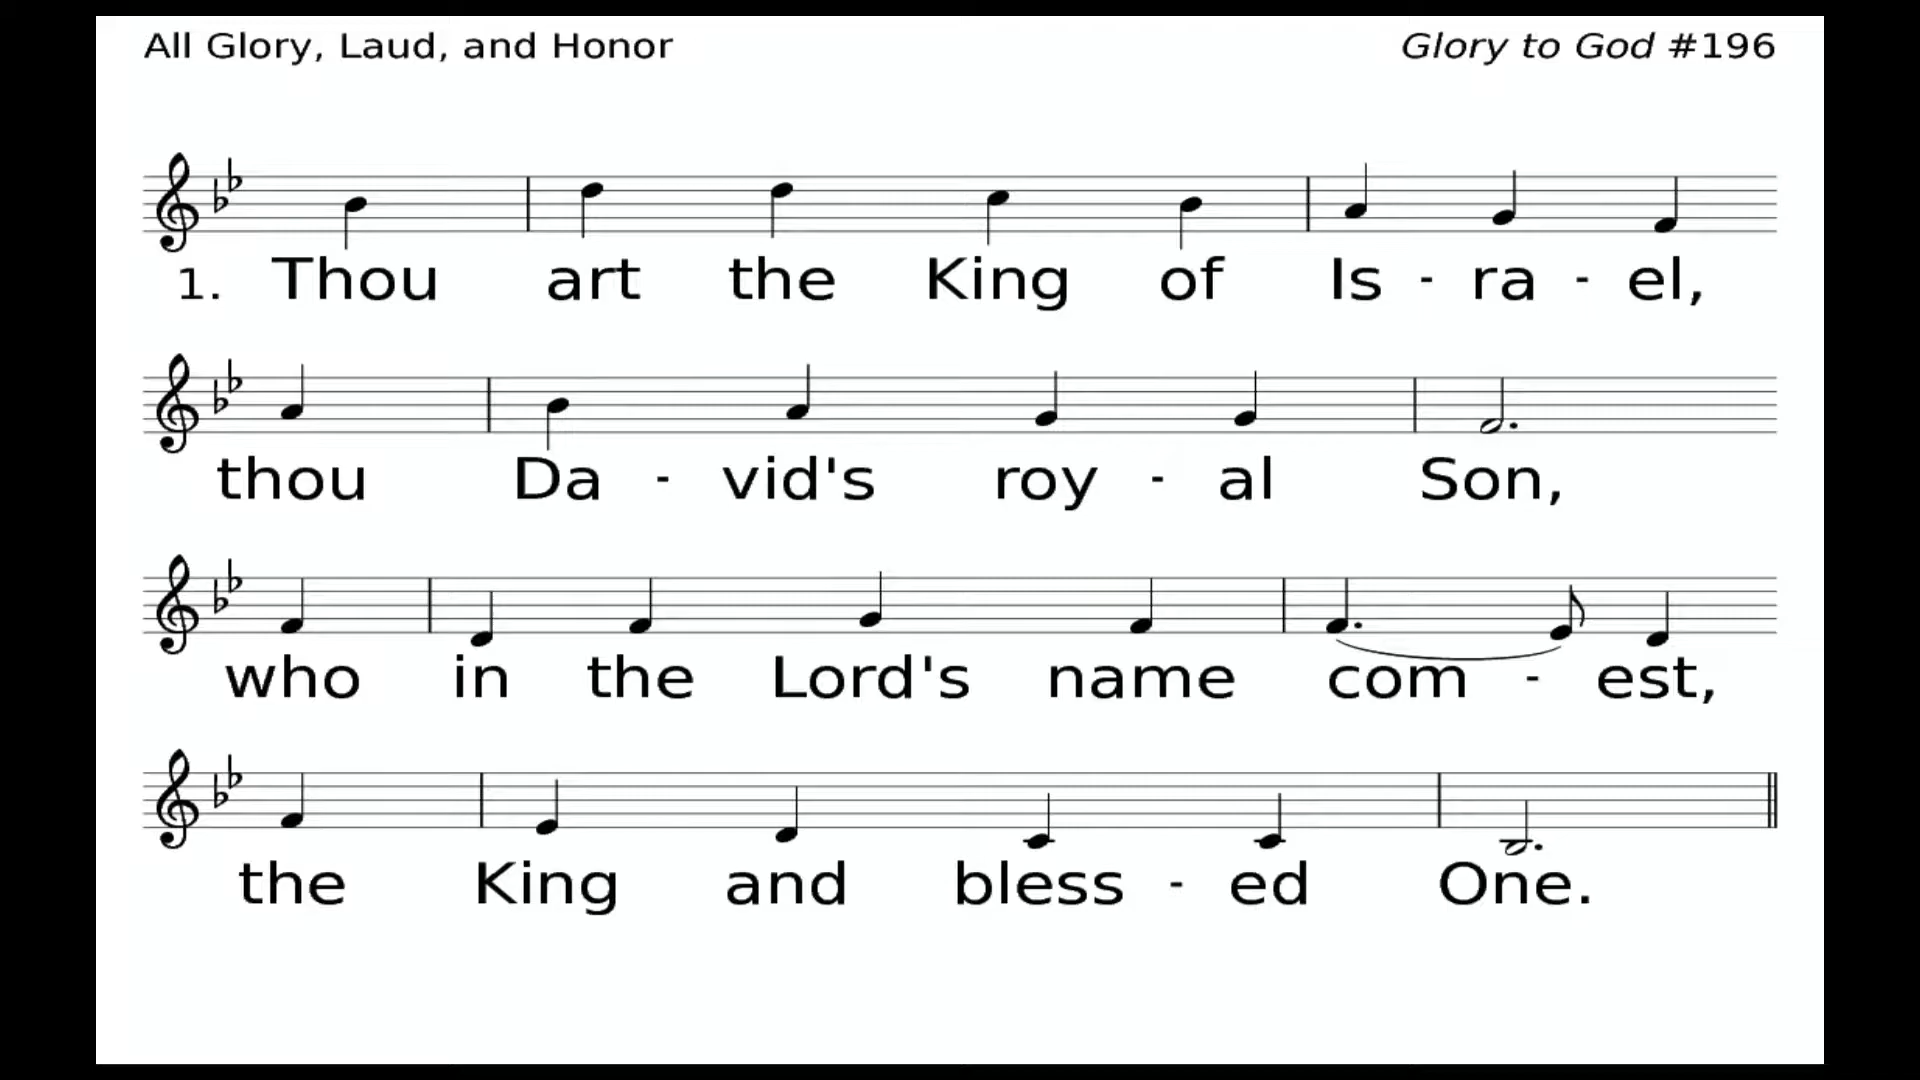 All Glory, Laud, and Honor
Glory to God #196
1. Thou art the King of Is - ra - el,
thou Da - vid's roy - al Son,
who in the Lord's name com - est,
the King and bless - ed One.